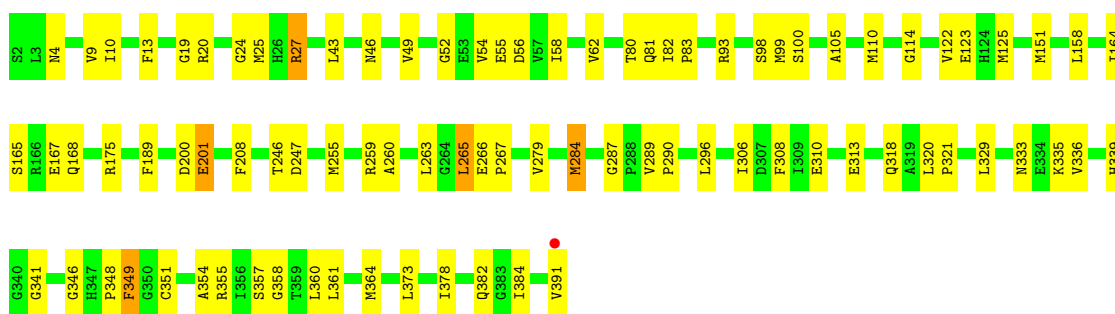 S2 L3 N4 V9 I10 F13 G19 R20 G24 M25 H26 R27 L43 N46 V49 G52 E53 V54 E55 D56 V57 I58 V62 T80 Q81 I82 P83 R93 S98 M99 S100 A105 M110 G114 V122 E123 H124 M125 M151 L158 I164
S165 R166 E167 Q168 R175 F189 D200 E201 F208 T246 D247 M255 R259 A260 L263 G264 L265 E266 P267 V279 M284 G287 P288 V289 P290 L296 I306 D307 F308 I309 E310 E313 Q318 A319 L320 P321 L329 N333 E334 K335 V336 H339
G340 G341 G346 H347 P348 F349 G350 C351 A354 R355 I356 S357 G358 T359 L360 L361 M364 L373 I378 Q382 G383 I384 V391